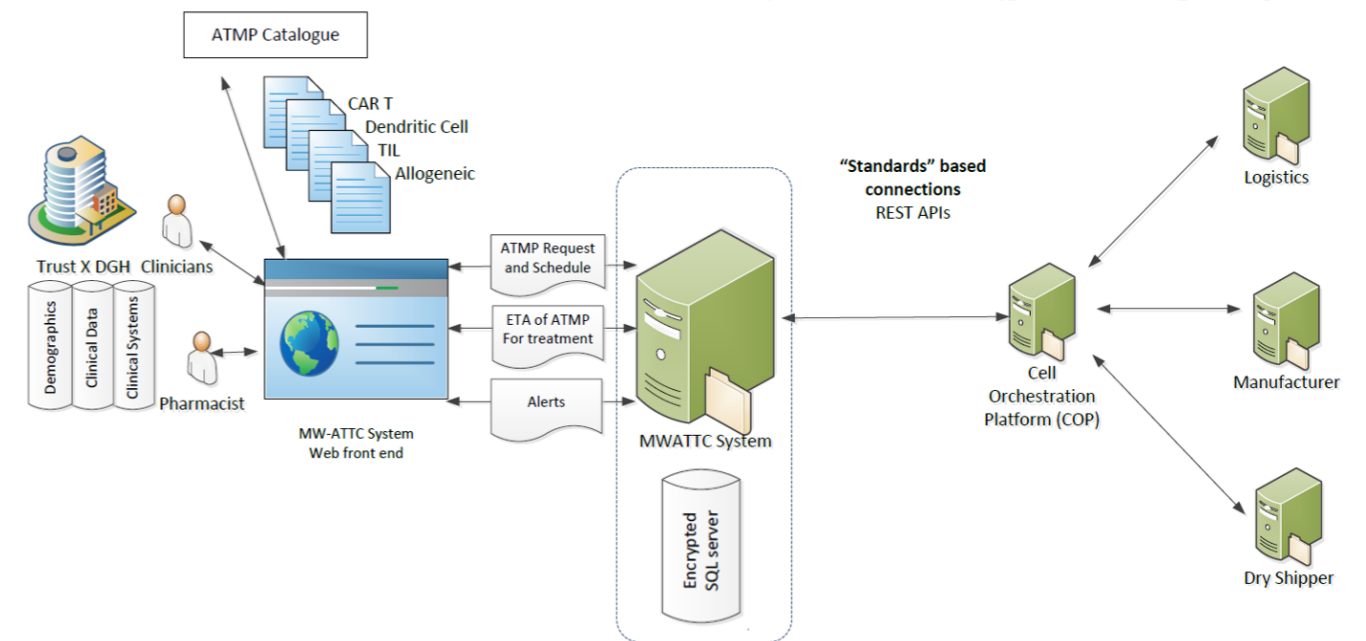 ATMP Catalogue
CAR T
Dendritic Cell
TIL
Allogeneic
Trust X DGH
Clinicians
Demographics
Clinical Data
Clinical Systems
Pharmacist
MW-ATTC System
Web front end
ATMP Request
and Schedule
ETA of ATMP
For treatment
Alerts
MWATTC System
Encrypted
SQL server
“Standards” based
connections
REST APIs
Cell
Orchestration
Platform (COP)
Logistics
Manufacturer
Dry Shipper